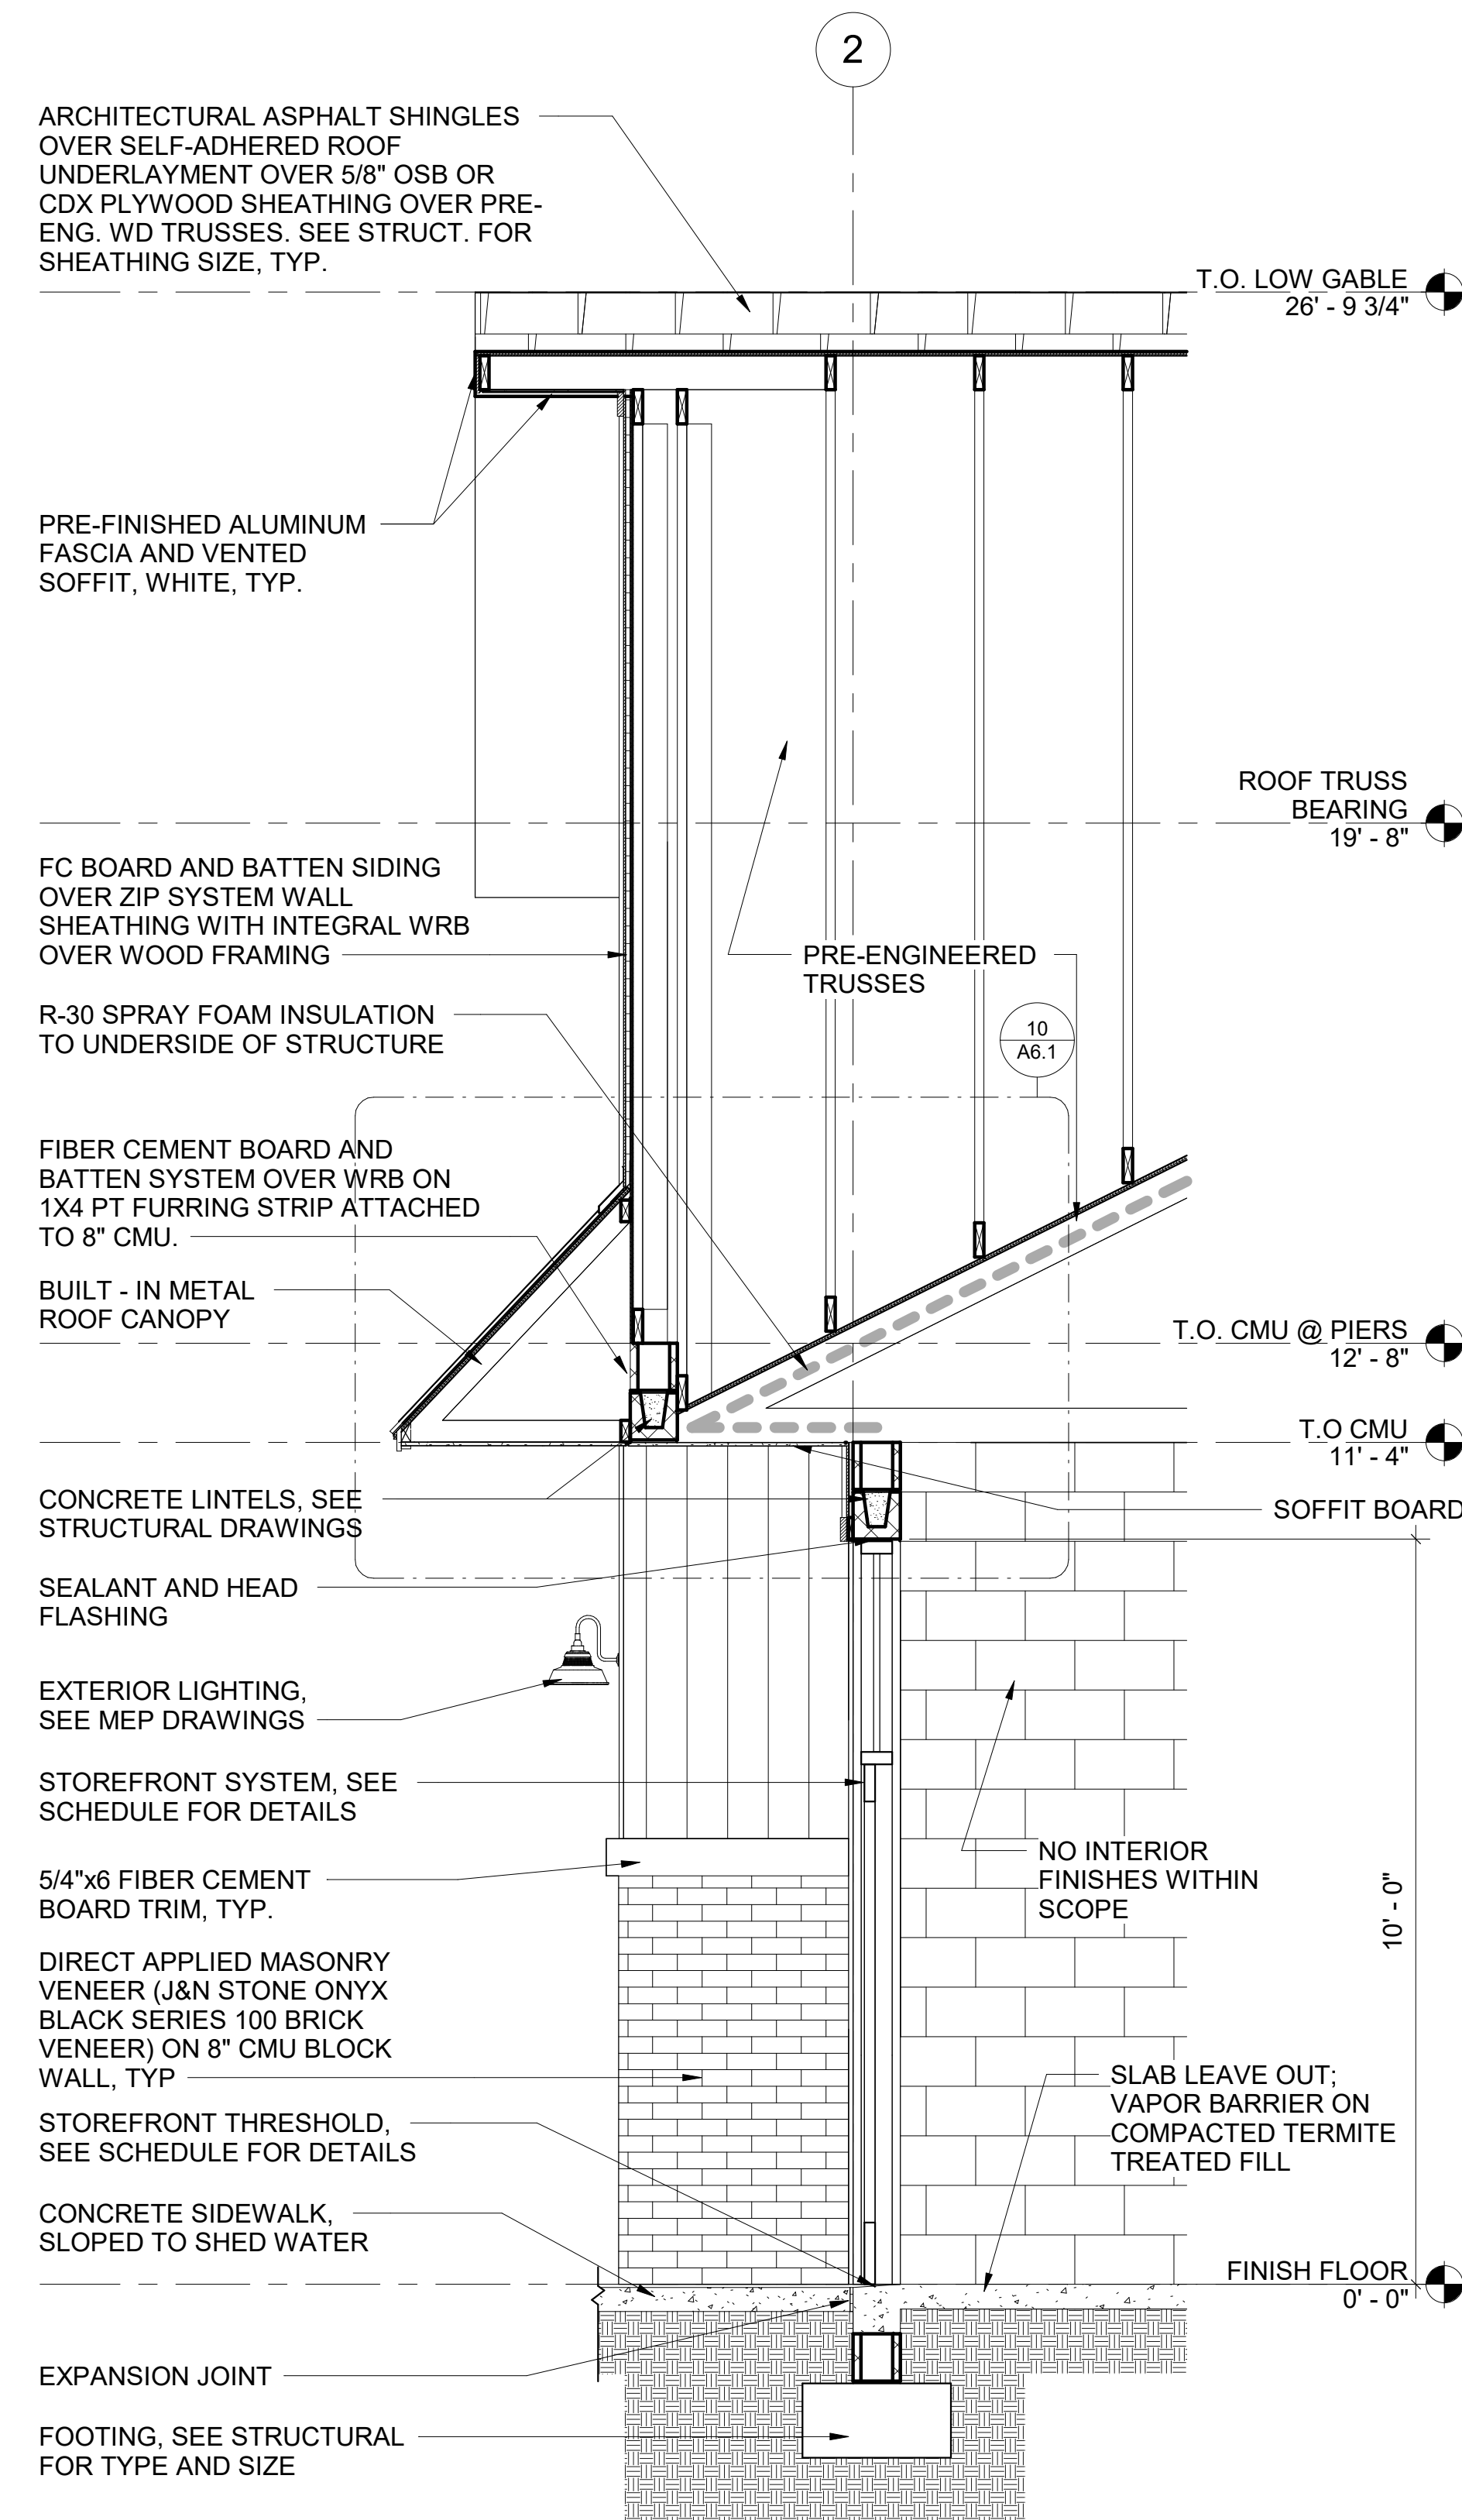 2
ARCHITECTURAL ASPHALT SHINGLES
OVER SELF-ADHERED ROOF
UNDERLAYMENT OVER 5/8" OSB OR
CDX PLYWOOD SHEATHING OVER PRE-
ENG. WD TRUSSES. SEE STRUCT. FOR
SHEATHING SIZE, TYP.
T.O. LOW GABLE
26' - 9 3/4"
PRE-FINISHED ALUMINUM
FASCIA AND VENTED
SOFFIT, WHITE, TYP.
ROOF TRUSS
BEARING
19' - 8"
FC BOARD AND BATTEN SIDING
OVER ZIP SYSTEM WALL
SHEATHING WITH INTEGRAL WRB
OVER WOOD FRAMING
PRE-ENGINEERED
TRUSSES
R-30 SPRAY FOAM INSULATION
TO UNDERSIDE OF STRUCTURE
10
A6.1
FIBER CEMENT BOARD AND
BATTEN SYSTEM OVER WRB ON
1X4 PT FURRING STRIP ATTACHED
TO 8" CMU.
BUILT - IN METAL
ROOF CANOPY
T.O. CMU @ PIERS
12' - 8"
T.O CMU
11' - 4"
CONCRETE LINTELS, SEE
STRUCTURAL DRAWINGS
SOFFIT BOARD
SEALANT AND HEAD
FLASHING
EXTERIOR LIGHTING,
SEE MEP DRAWINGS
STOREFRONT SYSTEM, SEE
SCHEDULE FOR DETAILS
NO INTERIOR
FINISHES WITHIN
SCOPE
10' - 0"
5/4"x6 FIBER CEMENT
BOARD TRIM, TYP.
DIRECT APPLIED MASONRY
VENEER (J&N STONE ONYX
BLACK SERIES 100 BRICK
VENEER) ON 8" CMU BLOCK
WALL, TYP
SLAB LEAVE OUT;
VAPOR BARRIER ON
COMPACTED TERMITE
TREATED FILL
STOREFRONT THRESHOLD,
SEE SCHEDULE FOR DETAILS
CONCRETE SIDEWALK,
SLOPED TO SHED WATER
FINISH FLOOR
0' - 0"
EXPANSION JOINT
FOOTING, SEE STRUCTURAL
FOR TYPE AND SIZE